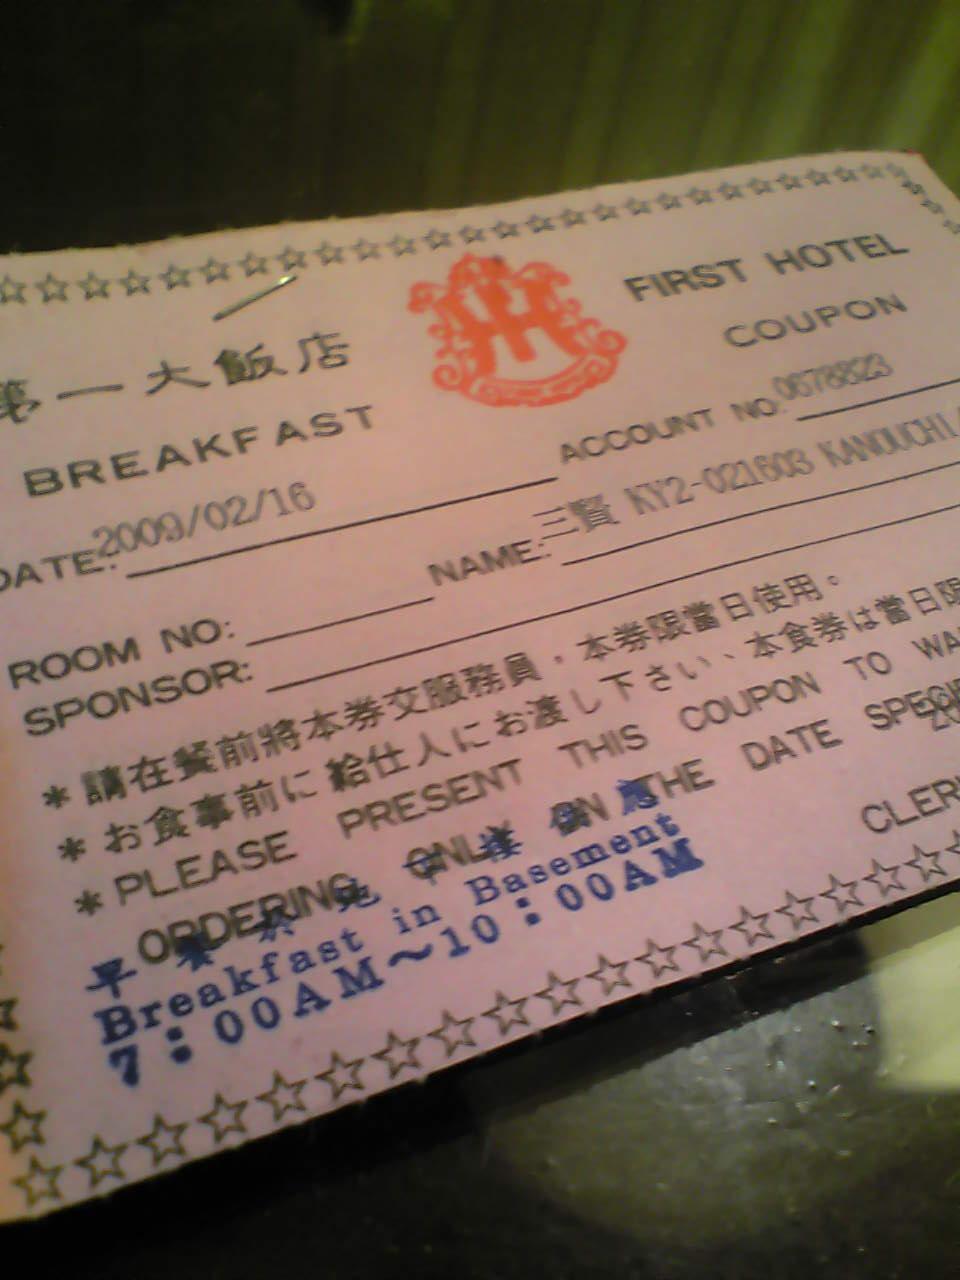 第一大飯店 FIRST HOTEL
BREAKFAST COUPON
DATE: 2009/02/16 ACCOUNT NO. 0678823
ROOM NO: NAME: 三賢 KY2-021603 KANOUCHI
SPONSOR:
* 請在餐前將本券交服務員。本券限當日使用。
* お食事前に給仕人にお渡し下さい、本食券は當日限
* PLEASE PRESENT THIS COUPON TO
ORDERING ONLY ON THE DATE
CLER
早餐
Breakfast in Basement
7:00AM~10:00AM